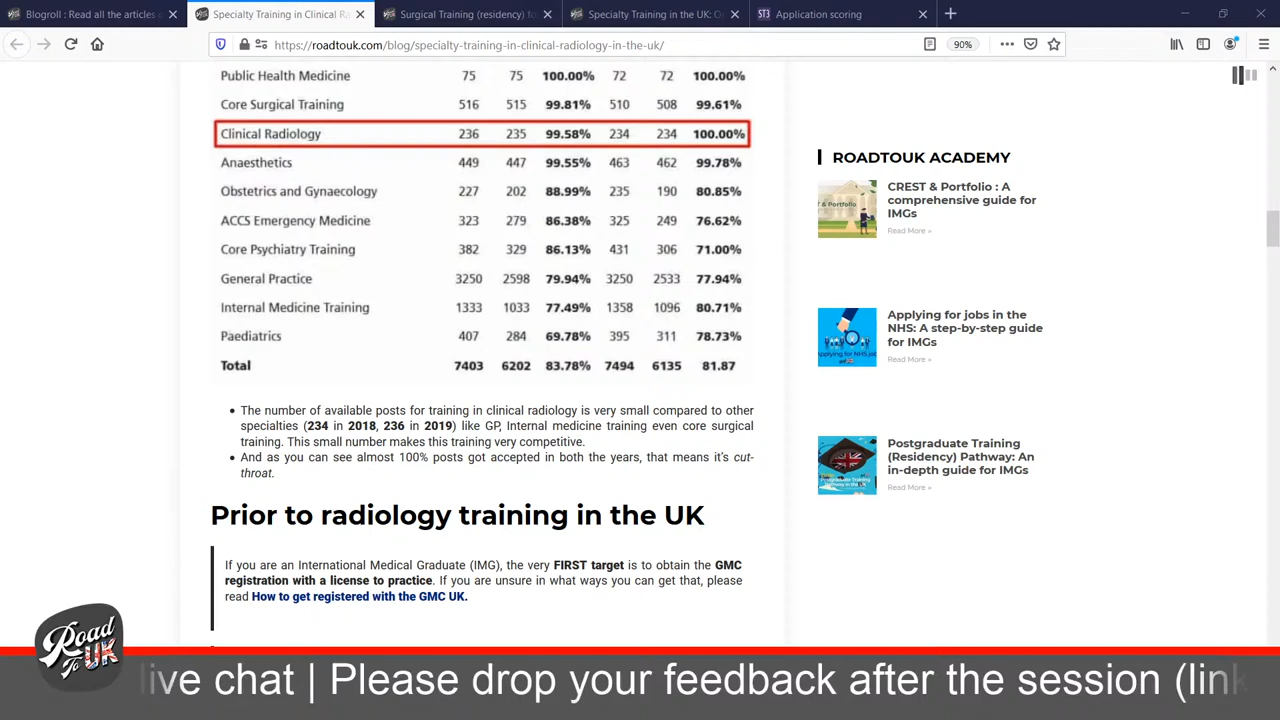 Blogroll : Read all the articles o
Specialty Training in Clinical Ra
Surgical Training (residency) fo
Specialty Training in the UK: O
ST3 Application scoring
https://roadtouk.com/blog/specialty-training-in-clinical-radiology-in-the-uk/
90%
Public Health Medicine 75 75 100.00% 72 72 100.00%
Core Surgical Training 516 515 99.81% 510 508 99.61%
Clinical Radiology 236 235 99.58% 234 234 100.00%
Anaesthetics 449 447 99.55% 463 462 99.78%
Obstetrics and Gynaecology 227 202 88.99% 235 190 80.85%
ACCS Emergency Medicine 323 279 86.38% 325 249 76.62%
Core Psychiatry Training 382 329 86.13% 431 306 71.00%
General Practice 3250 2598 79.94% 3250 2533 77.94%
Internal Medicine Training 1333 1033 77.49% 1358 1096 80.71%
Paediatrics 407 284 69.78% 395 311 78.73%
Total 7403 6202 83.78% 7494 6135 81.87
The number of available posts for training in clinical radiology is very small compared to other
specialties (234 in 2018, 236 in 2019) like GP, Internal medicine training even core surgical
training. This small number makes this training very competitive.
And as you can see almost 100% posts got accepted in both the years, that means it's cut-
throat.
Prior to radiology training in the UK
If you are an International Medical Graduate (IMG), the very FIRST target is to obtain the GMC
registration with a license to practice. If you are unsure in what ways you can get that, please
read How to get registered with the GMC UK.
ROADTOUK ACADEMY
CREST & Portfolio : A
comprehensive guide for
IMGs
Read More »
Applying for jobs in the
NHS: A step-by-step guide
for IMGs
Read More »
Postgraduate Training
(Residency) Pathway: An
in-depth guide for IMGs
Read More »
Road
To UK
live chat | Please drop your feedback after the session (link